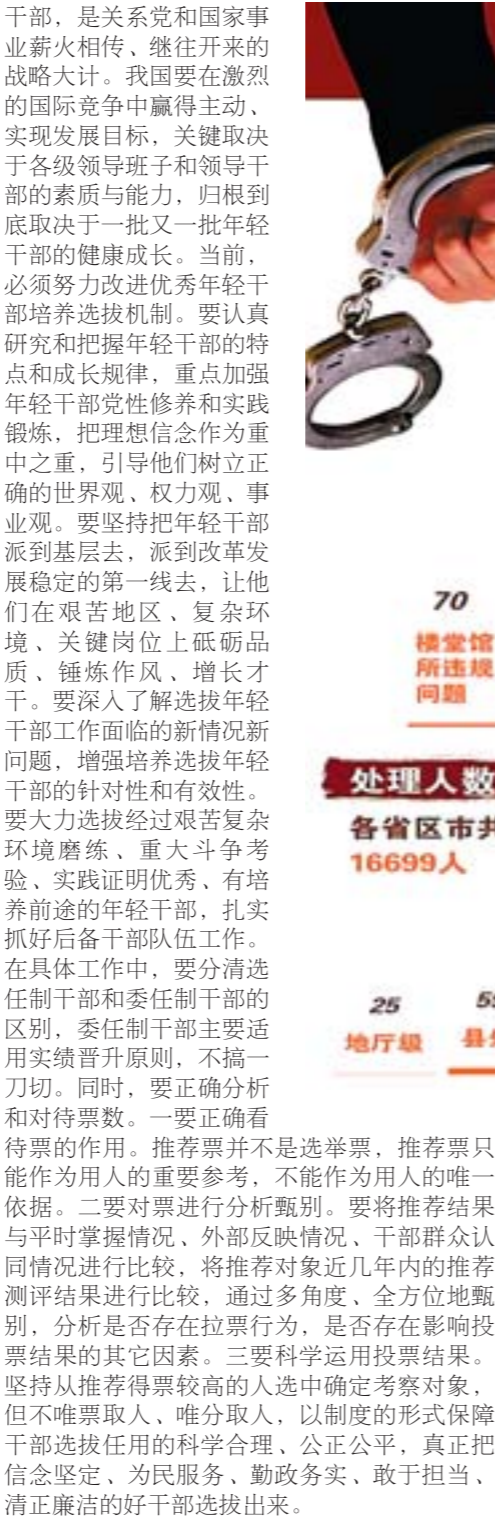 干部，是关系党和国家事
业薪火相传、继往开来的
战略大计。我国要在激烈
的国际竞争中赢得主动、
实现发展目标，关键取决
于各级领导班子和领导干
部的素质与能力，归根到
底取决于一批又一批年轻
干部的健康成长。当前，
必须努力改进优秀年轻干
部培养选拔机制。要认真
研究和把握年轻干部的特
点和成长规律，重点加强
年轻干部党性修养和实践
锻炼，把理想信念作为重
中之重，引导他们树立正
确的世界观、权力观、事
业观。要坚持把年轻干部
派到基层去，派到改革发
展稳定的第一线去，让他
们在艰苦地区、复杂环
境、关键岗位上砥砺品
质、锤炼作风、增长才
干。要深入了解选拔年轻
干部工作面临的新情况新
问题，增强培养选拔年轻
干部的针对性和有效性。
要大力选拔经过艰苦复杂
环境磨练、重大斗争考
验、实践证明优秀、有培
养前途的年轻干部，扎实
抓好后备干部队伍工作。
在具体工作中，要分清选
任制干部和委任制干部的
区别，委任制干部主要适
用实绩晋升原则，不搞一
刀切。同时，要正确分析
和对待票数。一要正确看
待票的作用。推荐票并不是选举票，推荐票只
能作为用人的重要参考，不能作为用人的唯一
依据。二要对票进行分析甄别。要将推荐结果
与平时掌握情况、外部反映情况、干部群众认
同情况进行比较，将推荐对象近几年内的推荐
测评结果进行比较，通过多角度、全方位地甄
别，分析是否存在拉票行为，是否存在影响投
票结果的其它因素。三要科学运用投票结果。
坚持从推荐得票较高的人选中确定考察对象，
但不唯票取人、唯分取人，以制度的形式保障
干部选拔任用的科学合理、公正公平，真正把
信念坚定、为民服务、勤政务实、敢于担当、
清正廉洁的好干部选拔出来。
70
楼堂馆
所违规
问题
处理人数
各省区市共
16699人
25
地厅级
县